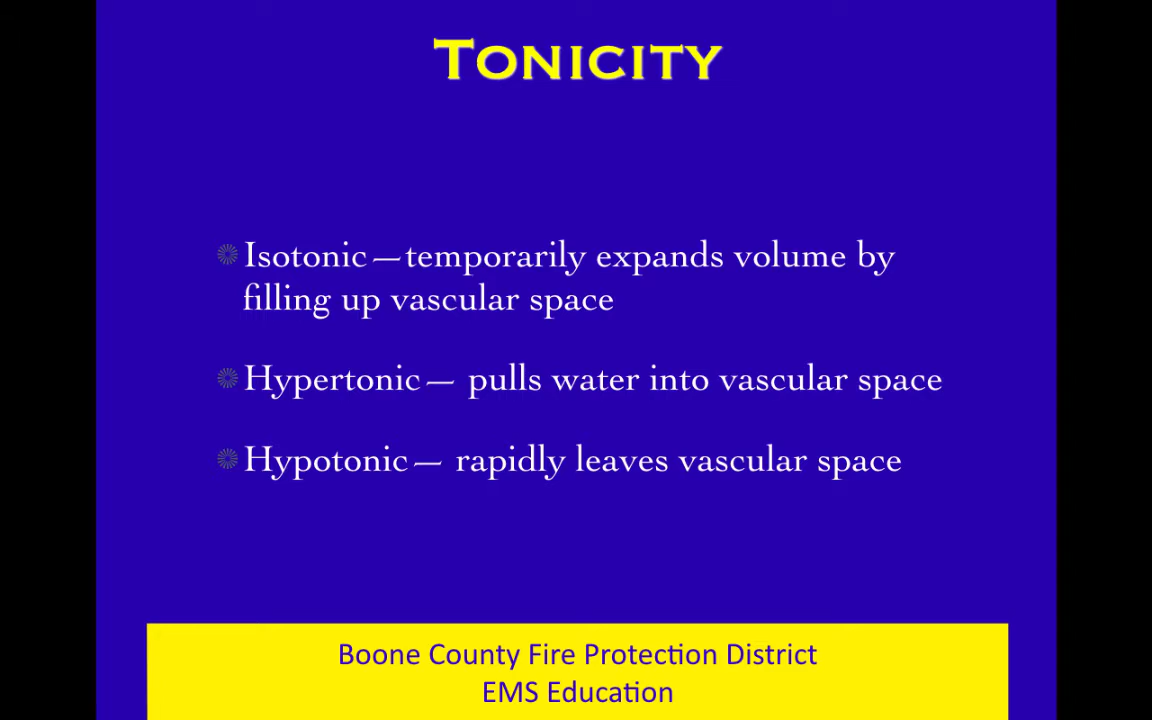 TONICITY
Isotonic—temporarily expands volume by
filling up vascular space
Hypertonic— pulls water into vascular space
Hypotonic— rapidly leaves vascular space
Boone County Fire Protection District
EMS Education